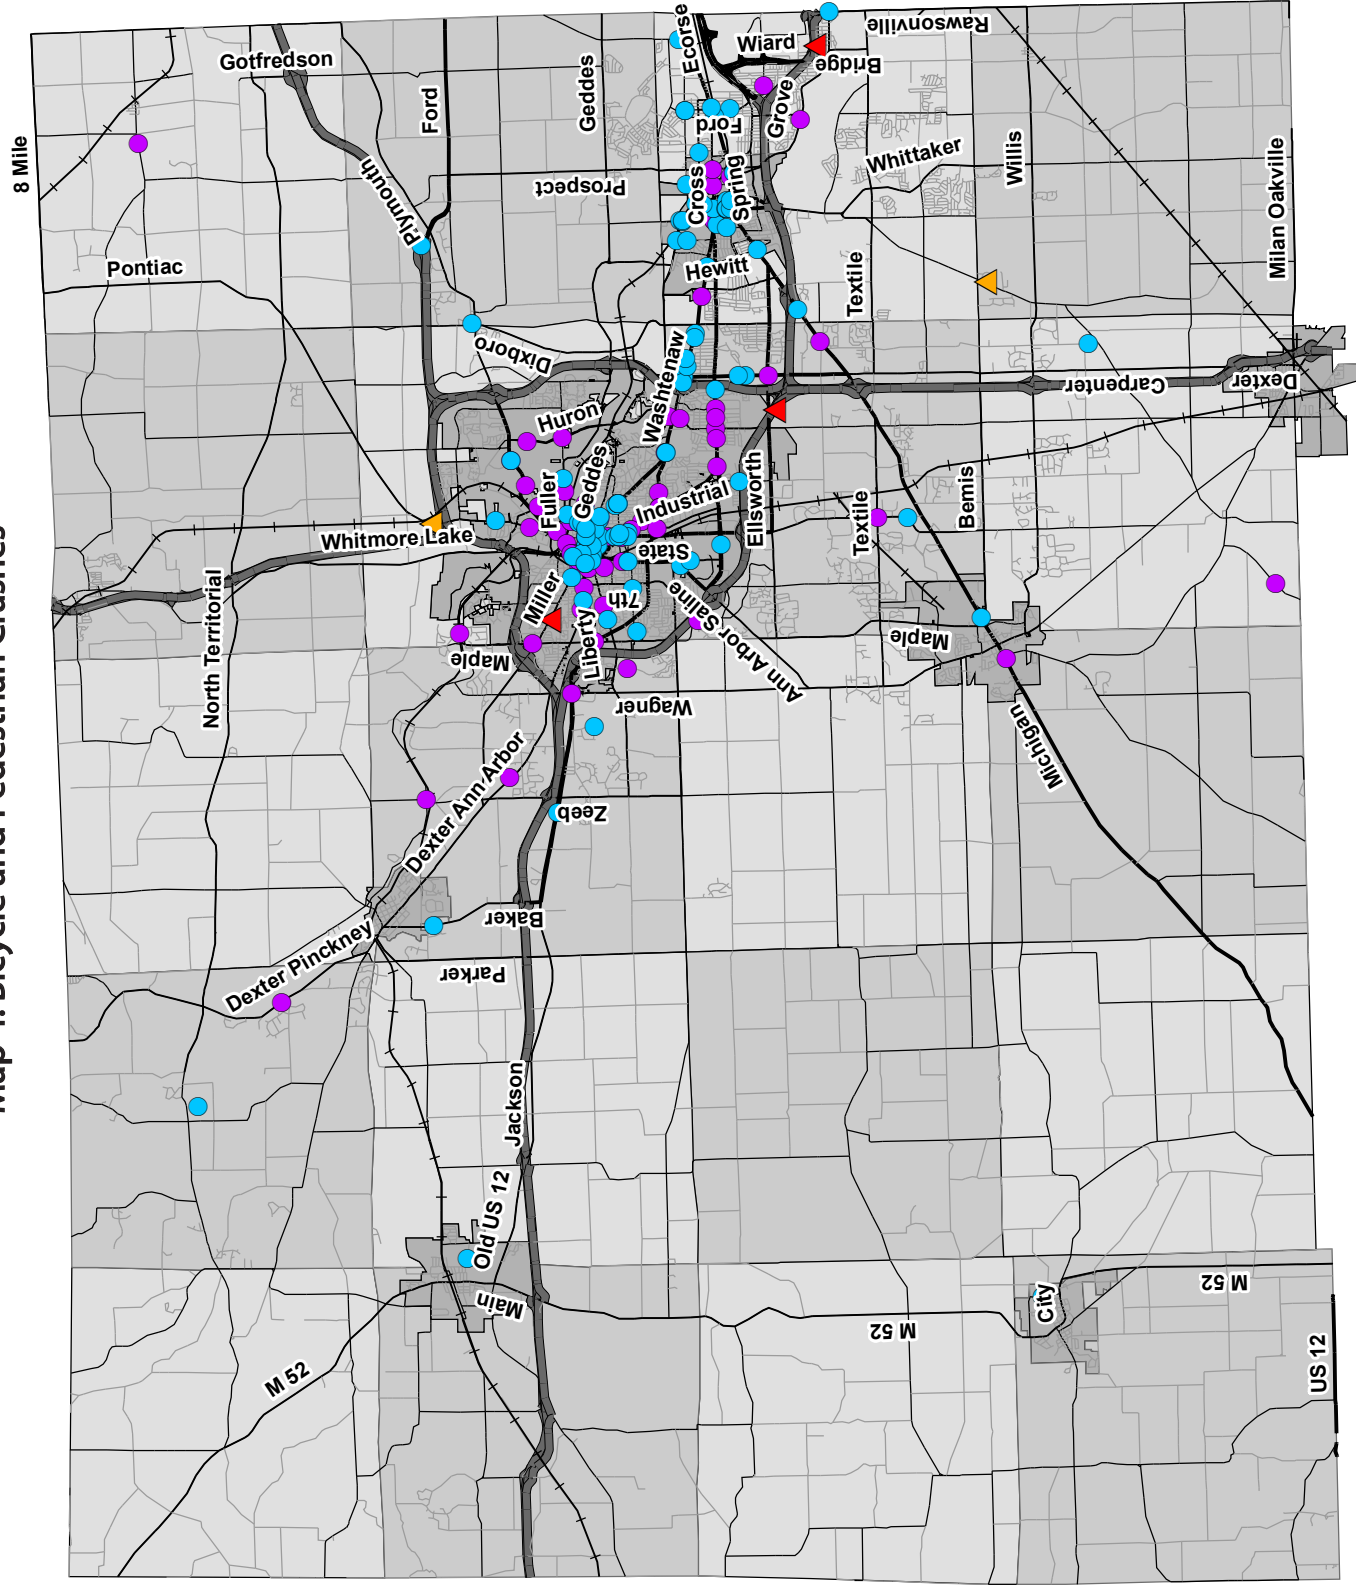 8 Mile
Gotfredson
Ford
Geddes
Ecorse
Wiard
Rawsonville
Bridge
Grove
Ford
Plymouth
Prospect
Cross
Spring
Whittaker
Willis
Milan Oakville
Pontiac
Hewitt
Textile
Dixboro
Washtenaw
Carpenter
Dexter
Huron
Geddes
Fuller
Industrial
Ellsworth
Textile
Bemis
Whitmore Lake
State
North Territorial
Miller
7th
Ann Arbor Saline
Maple
Liberty
Maple
Wagner
Michigan
Dexter Ann Arbor
Zeeb
Baker
Dexter Pinckney
Parker
Jackson
Old US 12
Main
M 52
City
M 52
M 52
US 12